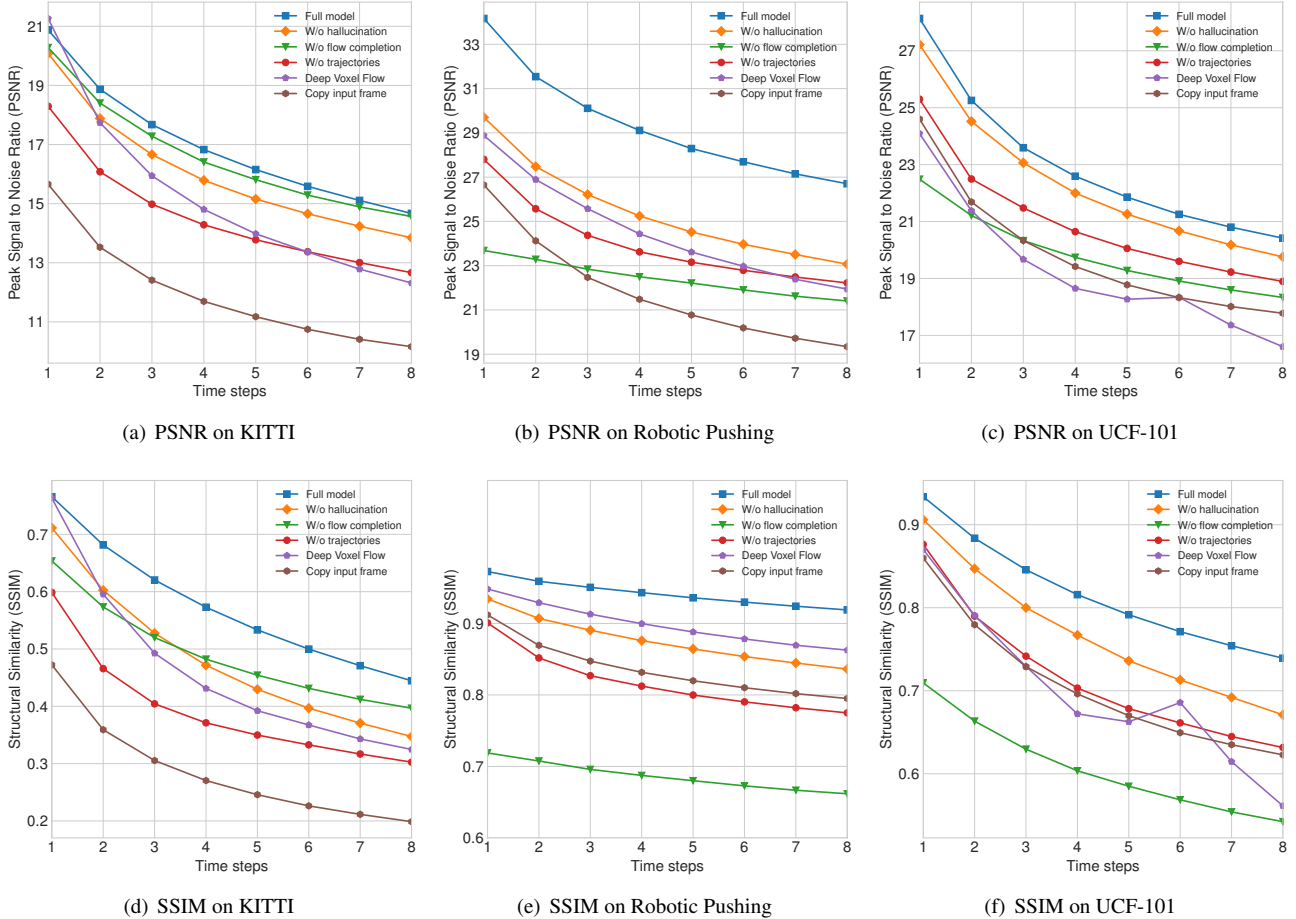 Peak Signal to Noise Ratio (PSNR)
21
19
17
15
13
11
1 2 3 4 5 6 7 8
Time steps
Full model
W/o hallucination
W/o flow completion
W/o trajectories
Deep Voxel Flow
Copy input frame
(a) PSNR on KITTI
Peak Signal to Noise Ratio (PSNR)
33
31
29
27
25
23
21
19
1 2 3 4 5 6 7 8
Time steps
Full model
W/o hallucination
W/o flow completion
W/o trajectories
Deep Voxel Flow
Copy input frame
(b) PSNR on Robotic Pushing
Peak Signal to Noise Ratio (PSNR)
27
25
23
21
19
17
1 2 3 4 5 6 7 8
Time steps
Full model
W/o hallucination
W/o flow completion
W/o trajectories
Deep Voxel Flow
Copy input frame
(c) PSNR on UCF-101
Structural Similarity (SSIM)
0.7
0.6
0.5
0.4
0.3
0.2
1 2 3 4 5 6 7 8
Time steps
Full model
W/o hallucination
W/o flow completion
W/o trajectories
Deep Voxel Flow
Copy input frame
(d) SSIM on KITTI
Structural Similarity (SSIM)
0.9
0.8
0.7
0.6
1 2 3 4 5 6 7 8
Time steps
Full model
W/o hallucination
W/o flow completion
W/o trajectories
Deep Voxel Flow
Copy input frame
(e) SSIM on Robotic Pushing
Structural Similarity (SSIM)
0.9
0.8
0.7
0.6
1 2 3 4 5 6 7 8
Time steps
Full model
W/o hallucination
W/o flow completion
W/o trajectories
Deep Voxel Flow
Copy input frame
(f) SSIM on UCF-101